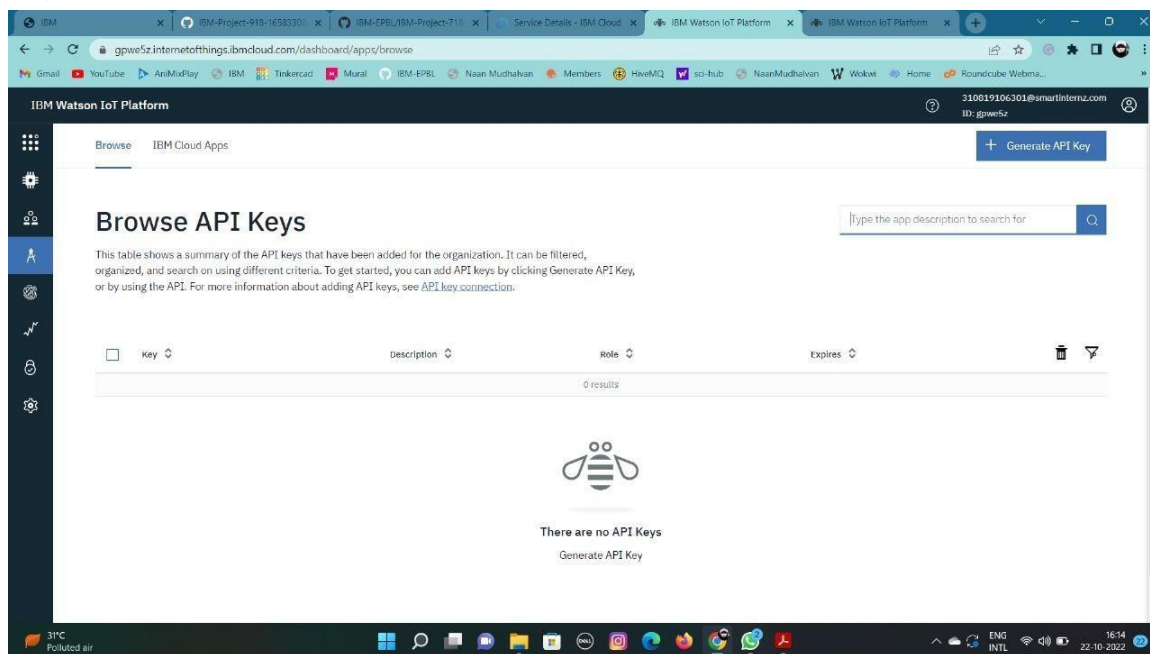 IBM
IBM-Project-918-16583308
IBM-EPBL/IBM-Project-718
Service Details - IBM Cloud
IBM Watson IoT Platform
IBM Watson IoT Platform
gpwe5z.internetofthings.ibmcloud.com/dashboard/apps/browse
Gmail YouTube AniMixPlay IBM Tinkercad Mural IBM-EPBL Naan Mudhalvan Members HiveMQ sci-hub NaanMudhalvan Wokwi Home Roundcube Webma... »
IBM Watson IoT Platform
310819106301@smartinternz.com
ID: gpwe5z
Browse IBM Cloud Apps
+ Generate API Key
Browse API Keys
Type the app description to search for
This table shows a summary of the API keys that have been added for the organization. It can be filtered,
organized, and search on using different criteria. To get started, you can add API keys by clicking Generate API Key,
or by using the API. For more information about adding API keys, see API key connection.
Key Description Role Expires
0 results
There are no API Keys
Generate API Key
31°C
Polluted air
DELL
ENG
INTL
16:14
22-10-2022
22